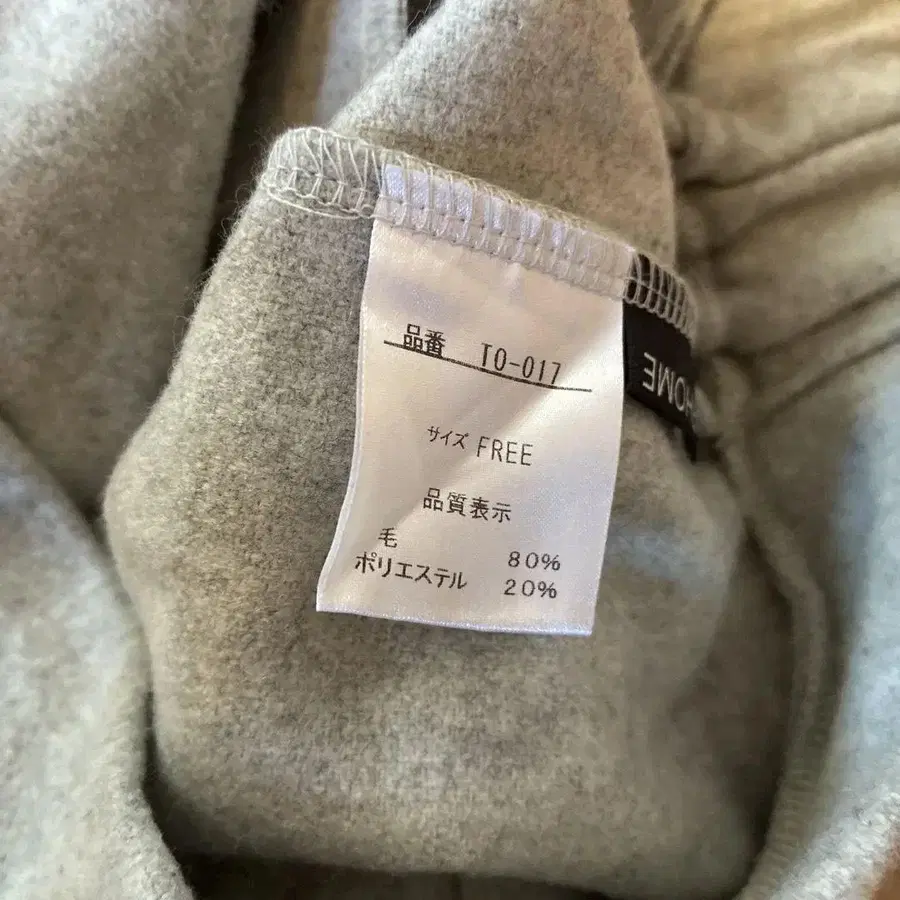 品番 TO-017
サイズ FREE
品質表示
毛 80%
ポリエステル 20%
HOME